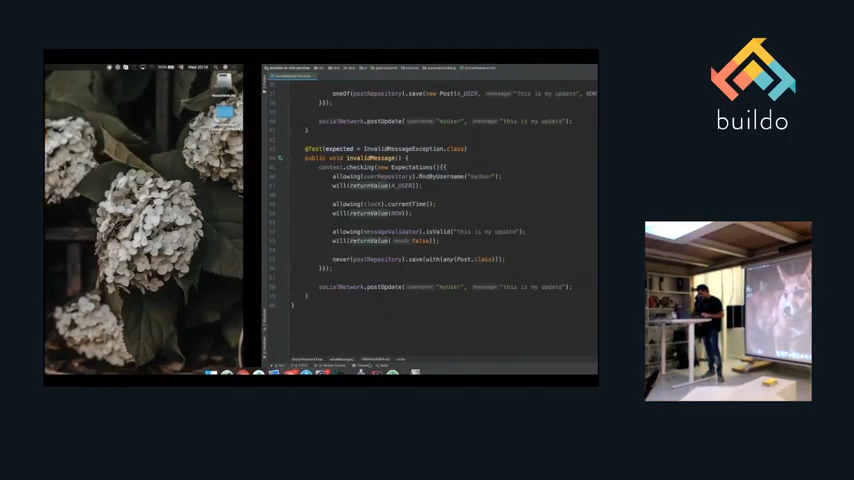 Wed 20:14
oneOf(postRepository).save(new Post(A_USER, message: "this is my update", NOW
}});
socialNetwork.postUpdate( username: "myUser", message: "this is my update");
}
@Test(expected = InvalidMessageException.class)
public void invalidMessage() {
context.checking(new Expectations(){{
allowing(userRepository).findByUsername("myUser");
will(returnValue(A_USER));
allowing(clock).currentTime();
will(returnValue(NOW));
allowing(messageValidator).isValid("this is my update");
will(returnValue( result: false));
never(postRepository).save(with(any(Post.class)));
}});
socialNetwork.postUpdate( username: "myUser", message: "this is my update");
}
}
buildo